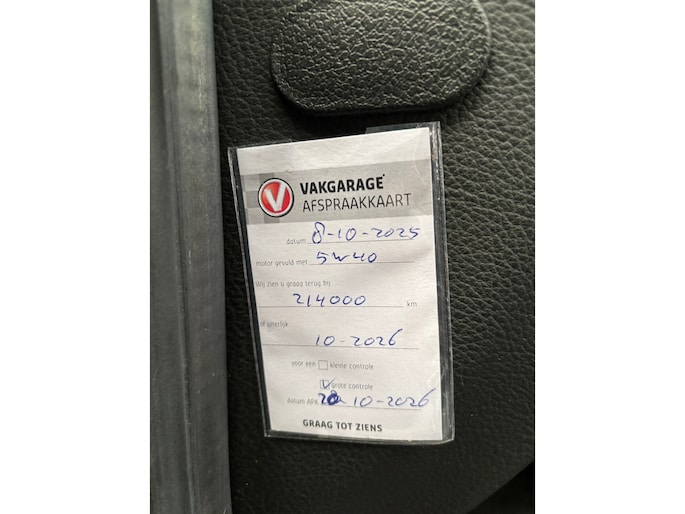 VAKGARAGE
AFSPRAAKKAART
datum 8-10-2025
motor gevuld met 5w40
Wij zien u graag terug bij
214000 km
of uiterlijk
10-2026
voor een kleine controle
grote controle
datum APK 10-2026
GRAAG TOT ZIENS